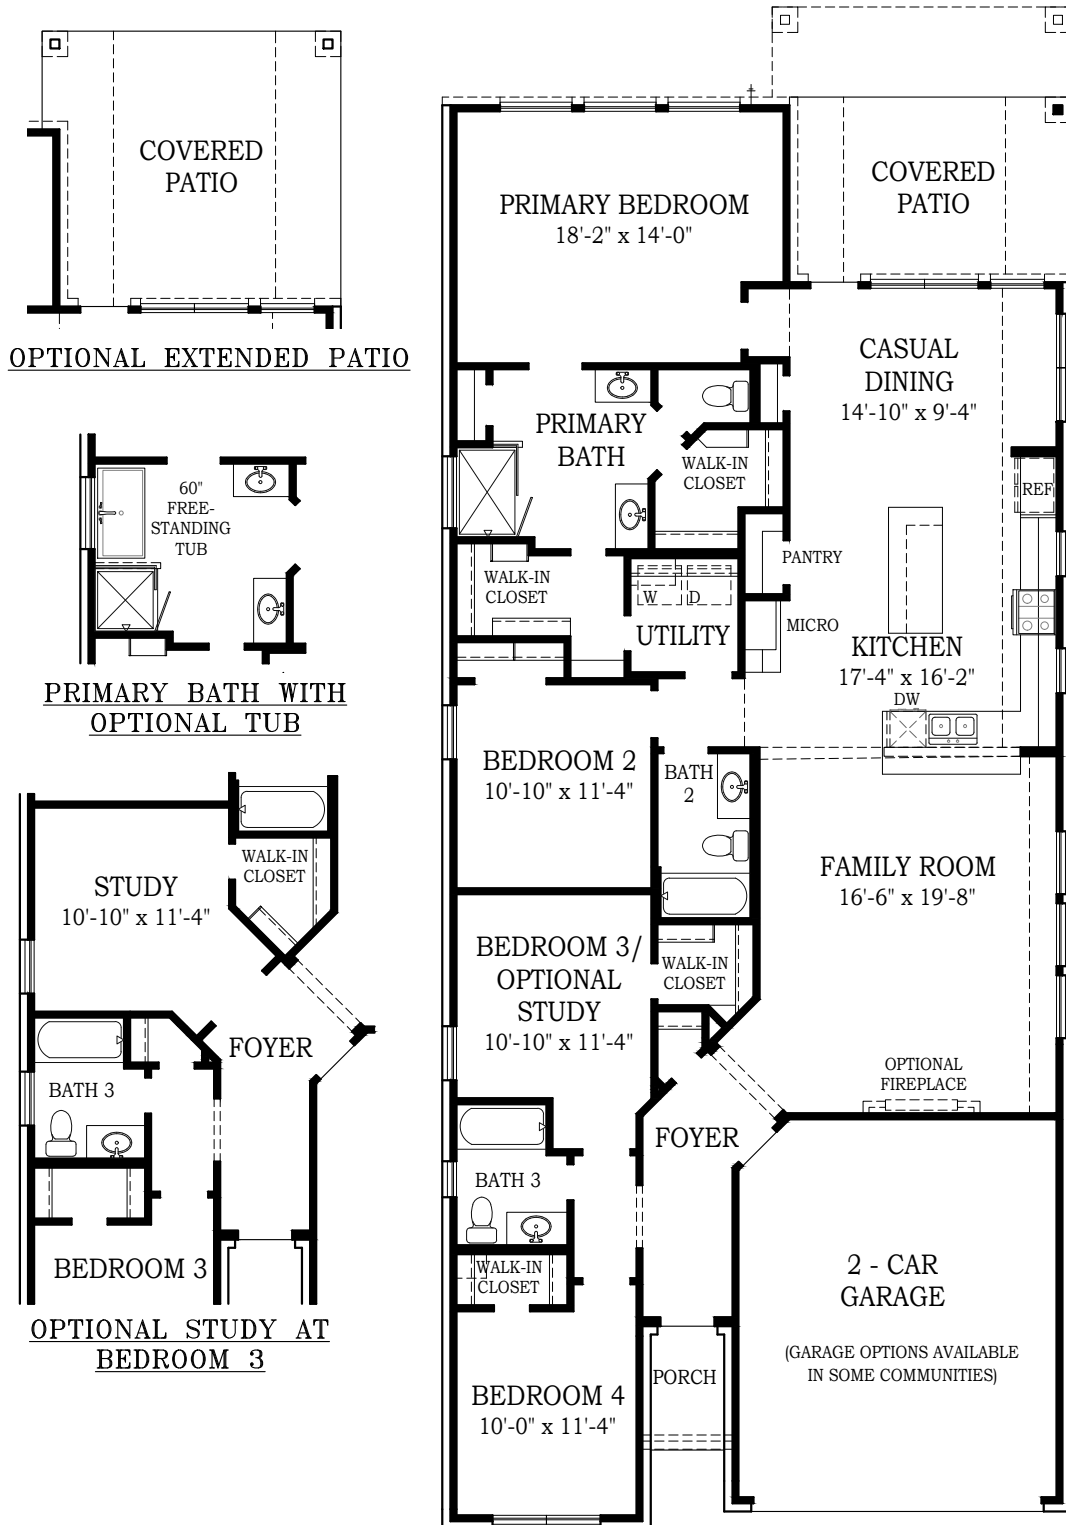 COVERED
PATIO
OPTIONAL EXTENDED PATIO
60"
FREE-
STANDING
TUB
PRIMARY BATH WITH
OPTIONAL TUB
WALK-IN
CLOSET
STUDY
10'-10" x 11'-4"
FOYER
BATH 3
BEDROOM 3
OPTIONAL STUDY AT
BEDROOM 3
PRIMARY BEDROOM
18'-2" x 14'-0"
COVERED
PATIO
CASUAL
DINING
14'-10" x 9'-4"
PRIMARY
BATH
WALK-IN
CLOSET
REF
PANTRY
WALK-IN
CLOSET
W
D
UTILITY
MICRO
KITCHEN
17'-4" x 16'-2"
DW
BEDROOM 2
10'-10" x 11'-4"
BATH
2
FAMILY ROOM
16'-6" x 19'-8"
BEDROOM 3/
OPTIONAL
STUDY
10'-10" x 11'-4"
WALK-IN
CLOSET
OPTIONAL
FIREPLACE
FOYER
BATH 3
WALK-IN
CLOSET
2 - CAR
GARAGE
(GARAGE OPTIONS AVAILABLE
IN SOME COMMUNITIES)
PORCH
BEDROOM 4
10'-0" x 11'-4"